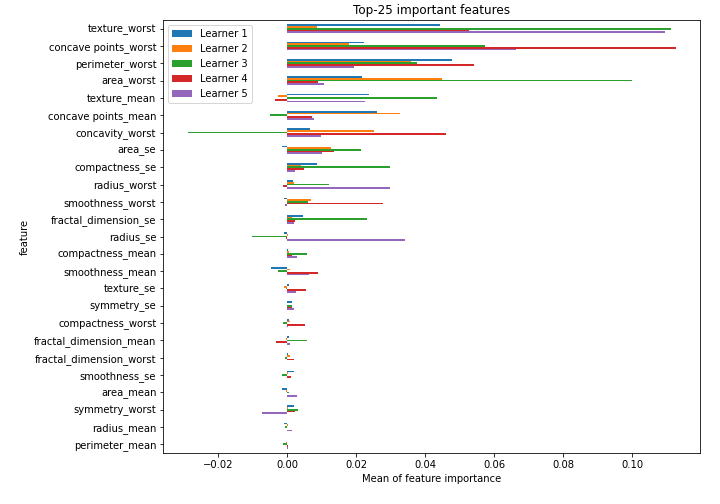 Top-25 important features
Learner 1
Learner 2
Learner 3
Learner 4
Learner 5
texture_worst
concave points_worst
perimeter_worst
area_worst
texture_mean
concave points_mean
concavity_worst
area_se
compactness_se
radius_worst
smoothness_worst
fractal_dimension_se
radius_se
compactness_mean
smoothness_mean
texture_se
symmetry_se
compactness_worst
fractal_dimension_mean
fractal_dimension_worst
smoothness_se
area_mean
symmetry_worst
radius_mean
perimeter_mean
feature
−0.02 0.00 0.02 0.04 0.06 0.08 0.10
Mean of feature importance